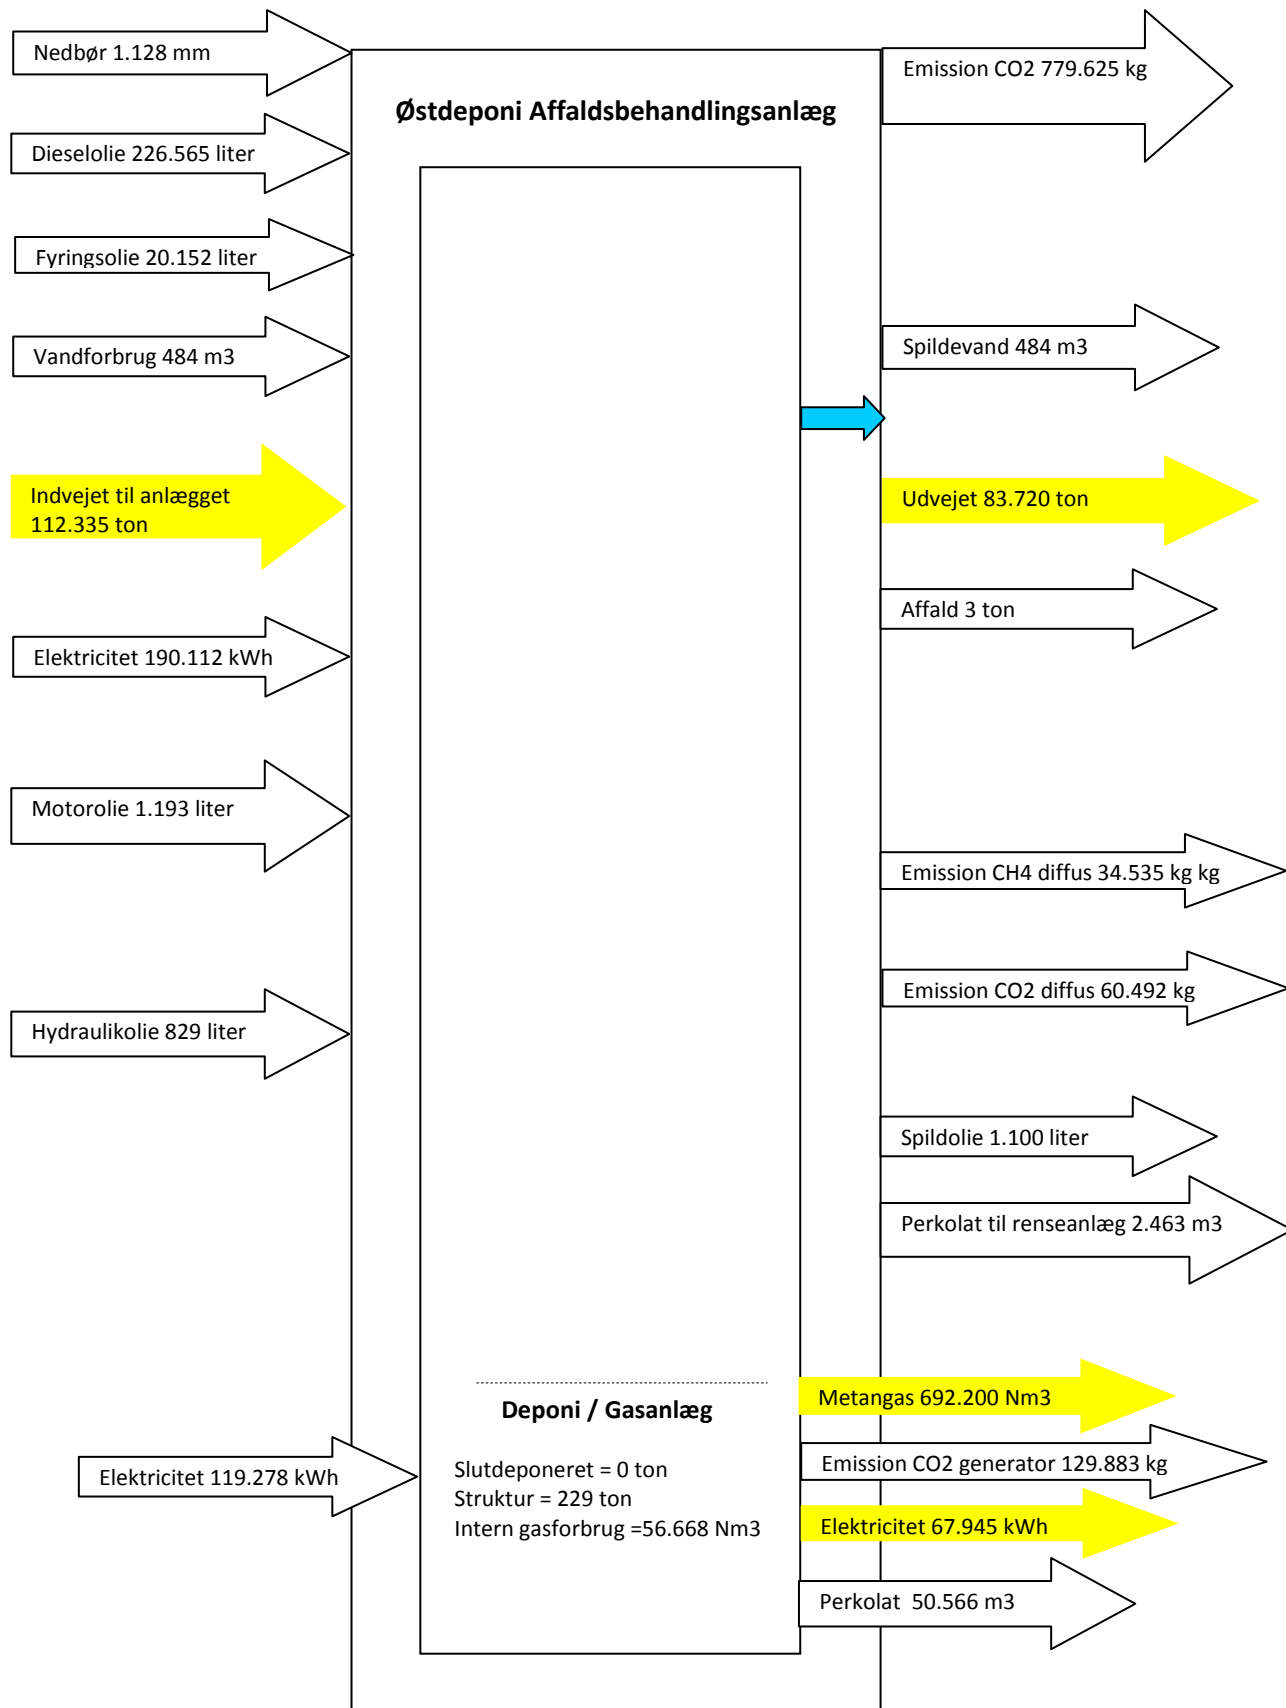 Nedbør 1.128 mm
Dieselolie 226.565 liter
Fyringsolie 20.152 liter
Vandforbrug 484 m3
Indvejet til anlægget
112.335 ton
Elektricitet 190.112 kWh
Motorolie 1.193 liter
Hydraulikolie 829 liter
Elektricitet 119.278 kWh
Østdeponi Affaldsbehandlingsanlæg
Deponi / Gasanlæg
Slutdeponeret = 0 ton
Struktur = 229 ton
Intern gasforbrug =56.668 Nm3
Emission CO2 779.625 kg
Spildevand 484 m3
Udvejet 83.720 ton
Affald 3 ton
Emission CH4 diffus 34.535 kg kg
Emission CO2 diffus 60.492 kg
Spildolie 1.100 liter
Perkolat til renseanlæg 2.463 m3
Metangas 692.200 Nm3
Emission CO2 generator 129.883 kg
Elektricitet 67.945 kWh
Perkolat  50.566 m3